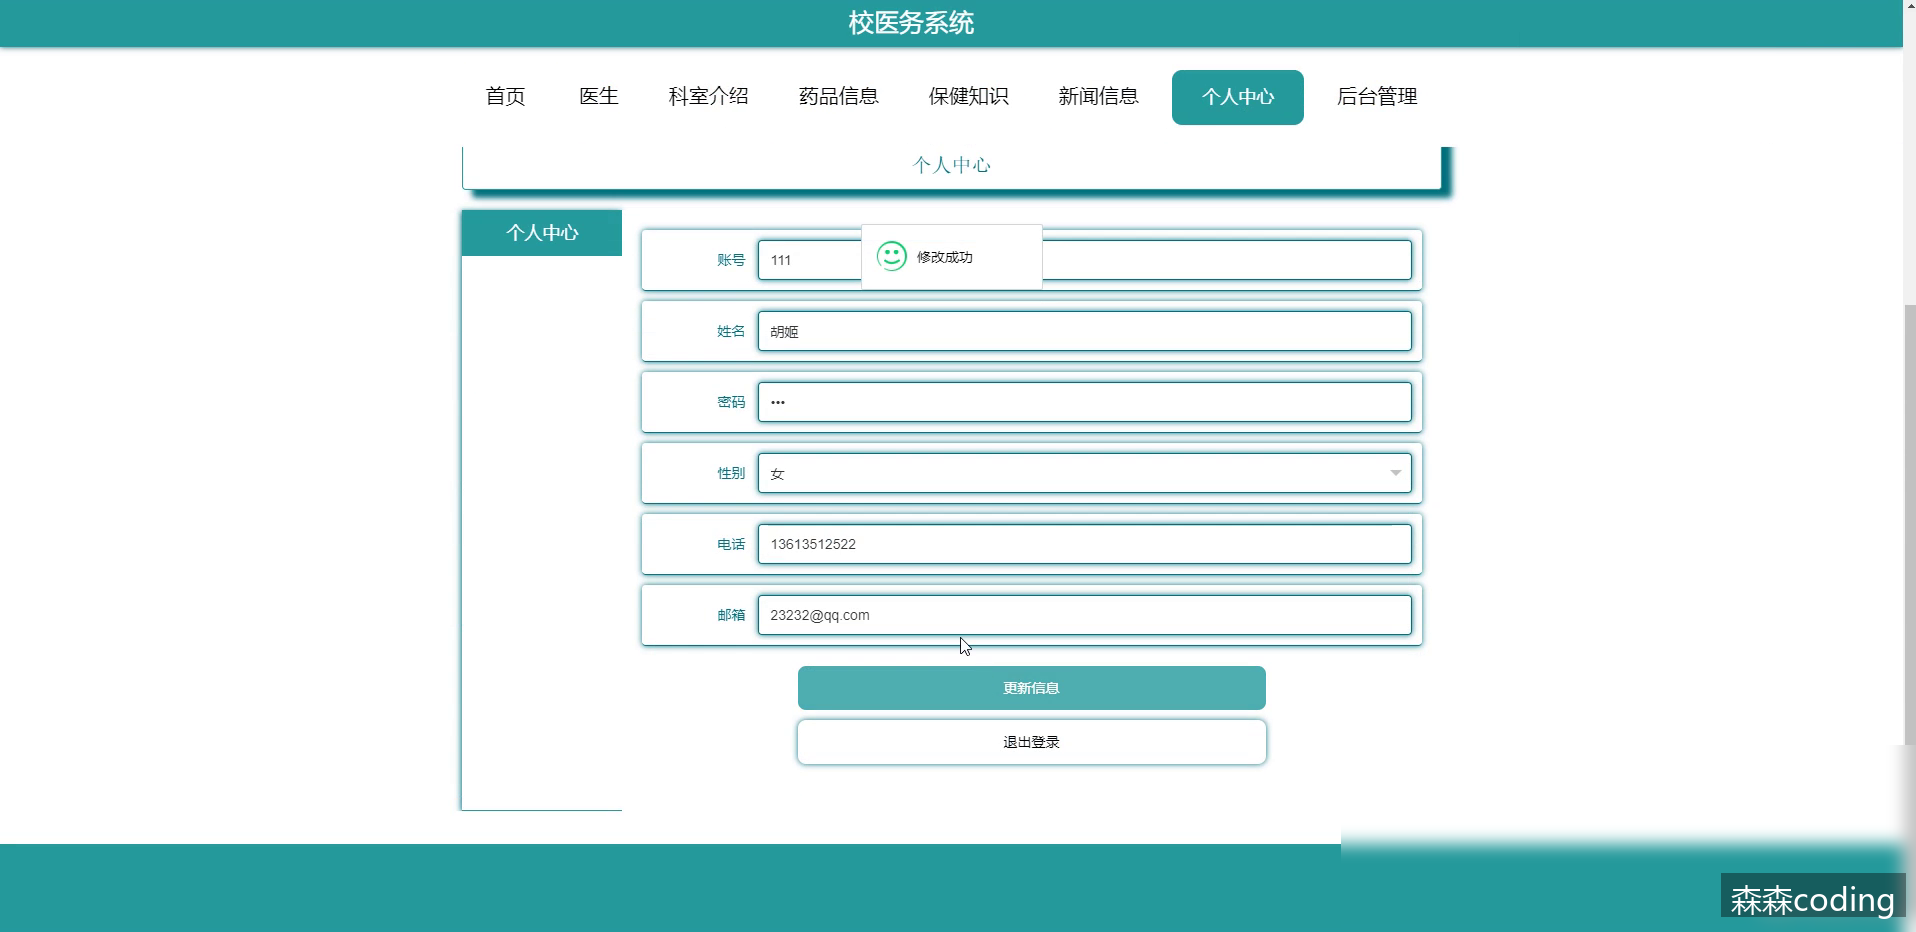 校医务系统
首页 医生 科室介绍 药品信息 保健知识 新闻信息 个人中心 后台管理
个人中心
个人中心
账号 111
修改成功
姓名 胡姬
密码 •••
性别 女
电话 13613512522
邮箱 23232@qq.com
更新信息
退出登录
森森coding